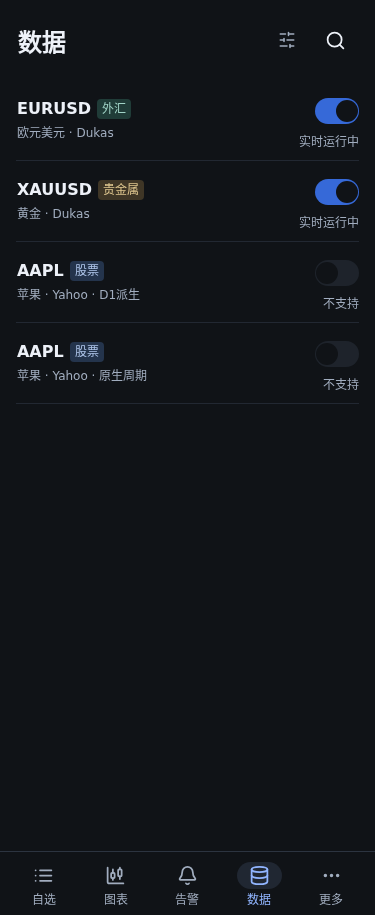 数据
EURUSD 外汇
欧元美元 · Dukas
实时运行中
XAUUSD 贵金属
黄金 · Dukas
实时运行中
AAPL 股票
苹果 · Yahoo · D1派生
不支持
AAPL 股票
苹果 · Yahoo · 原生周期
不支持
自选 图表 告警 数据 更多